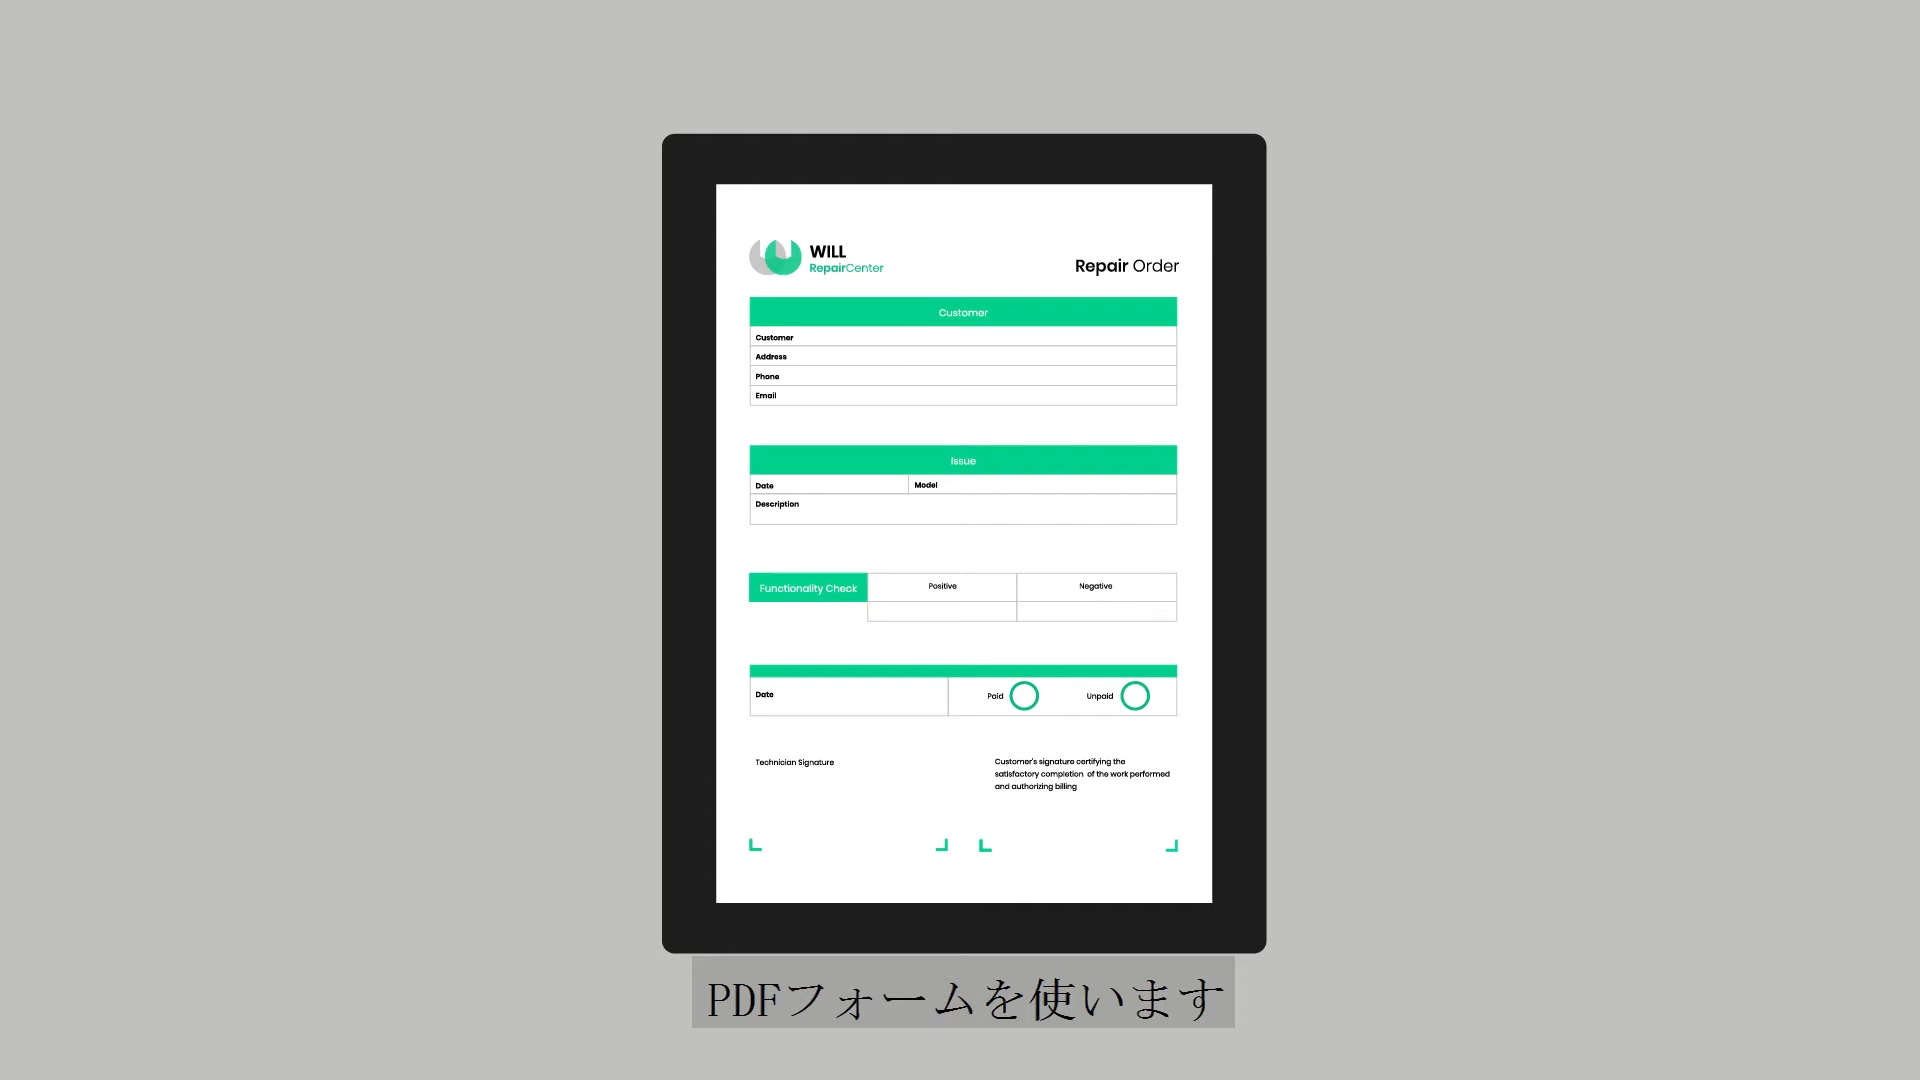 WILL
RepairCenter
Repair Order
Customer
Customer
Address
Phone
Email
Issue
Date Model
Description
Functionality Check Positive Negative
Date Paid Unpaid
Technician Signature
Customer's signature certifying the
satisfactory completion of the work performed
and authorizing billing
PDFフォームを使います